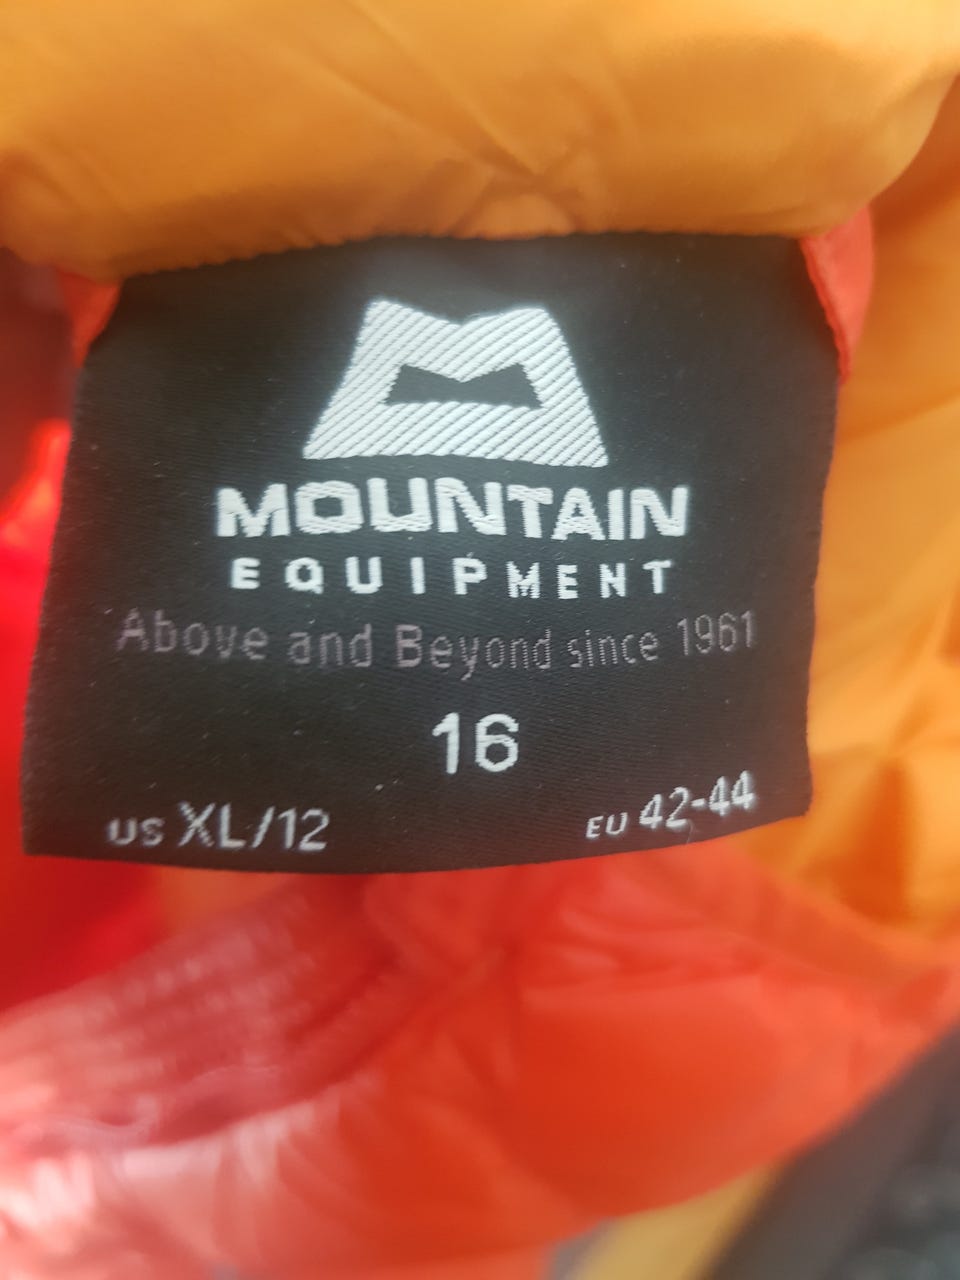 MOUNTAIN
EQUIPMENT
Above and Beyond since 1961
16
US XL/12 EU 42-44